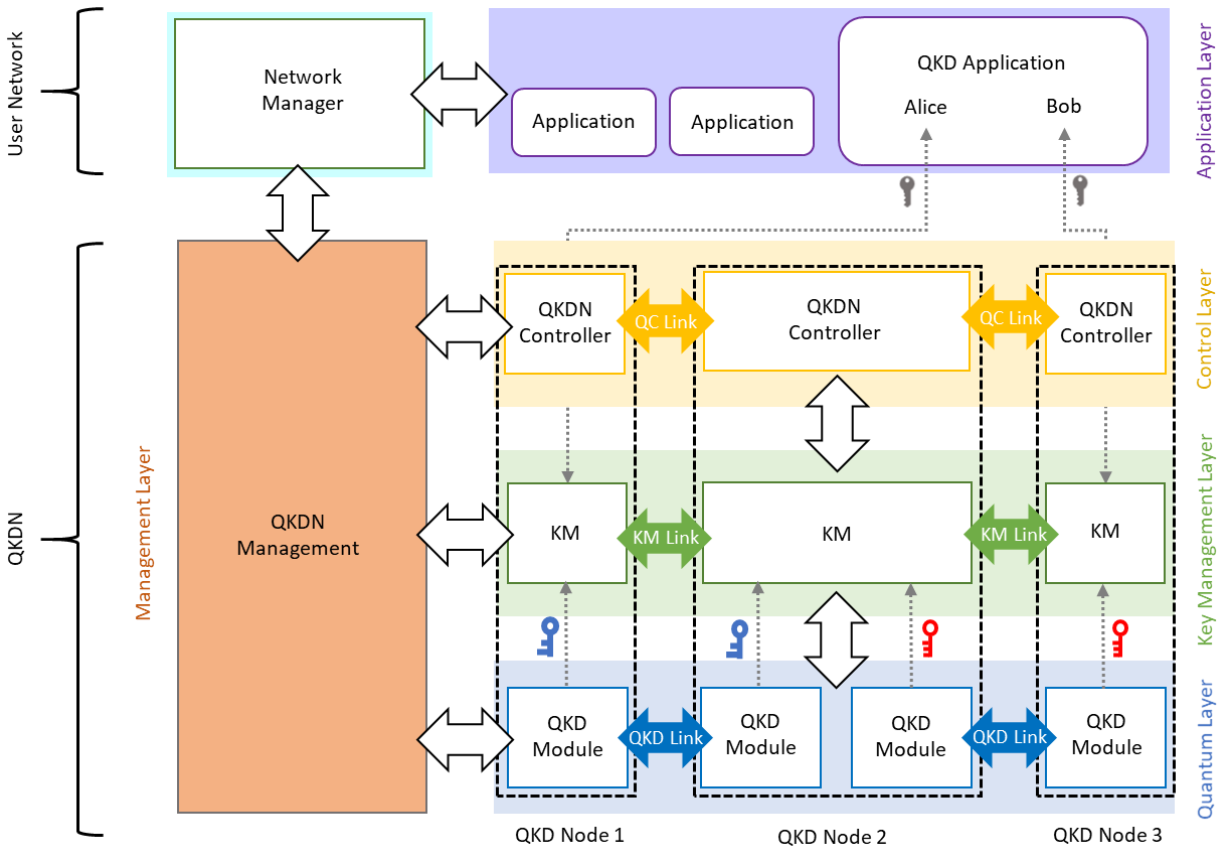 User Network
Network
Manager
QKD Application
Alice
Bob
Application
Application
Application Layer
QKDN
Management Layer
QKDN
Management
QKDN
Controller
QC Link
QKDN
Controller
QC Link
QKDN
Controller
Control Layer
KM
KM Link
KM
KM Link
KM
Key Management Layer
QKD
Module
QKD Link
QKD
Module
QKD
Module
QKD Link
QKD
Module
Quantum Layer
QKD Node 1
QKD Node 2
QKD Node 3